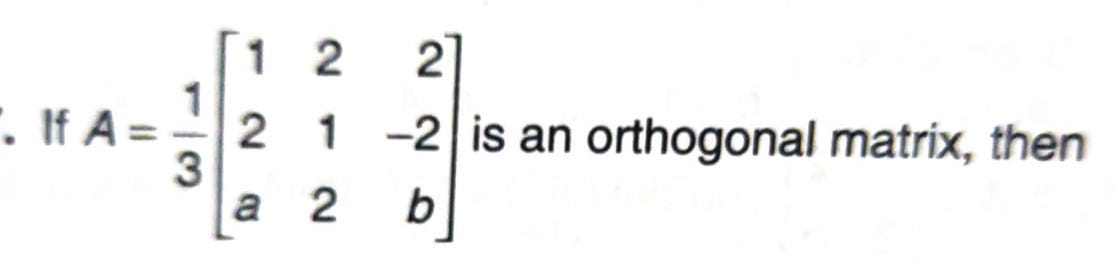 . If A = 1/3 [1 2 2
2 1 -2
a 2 b] is an orthogonal matrix, then